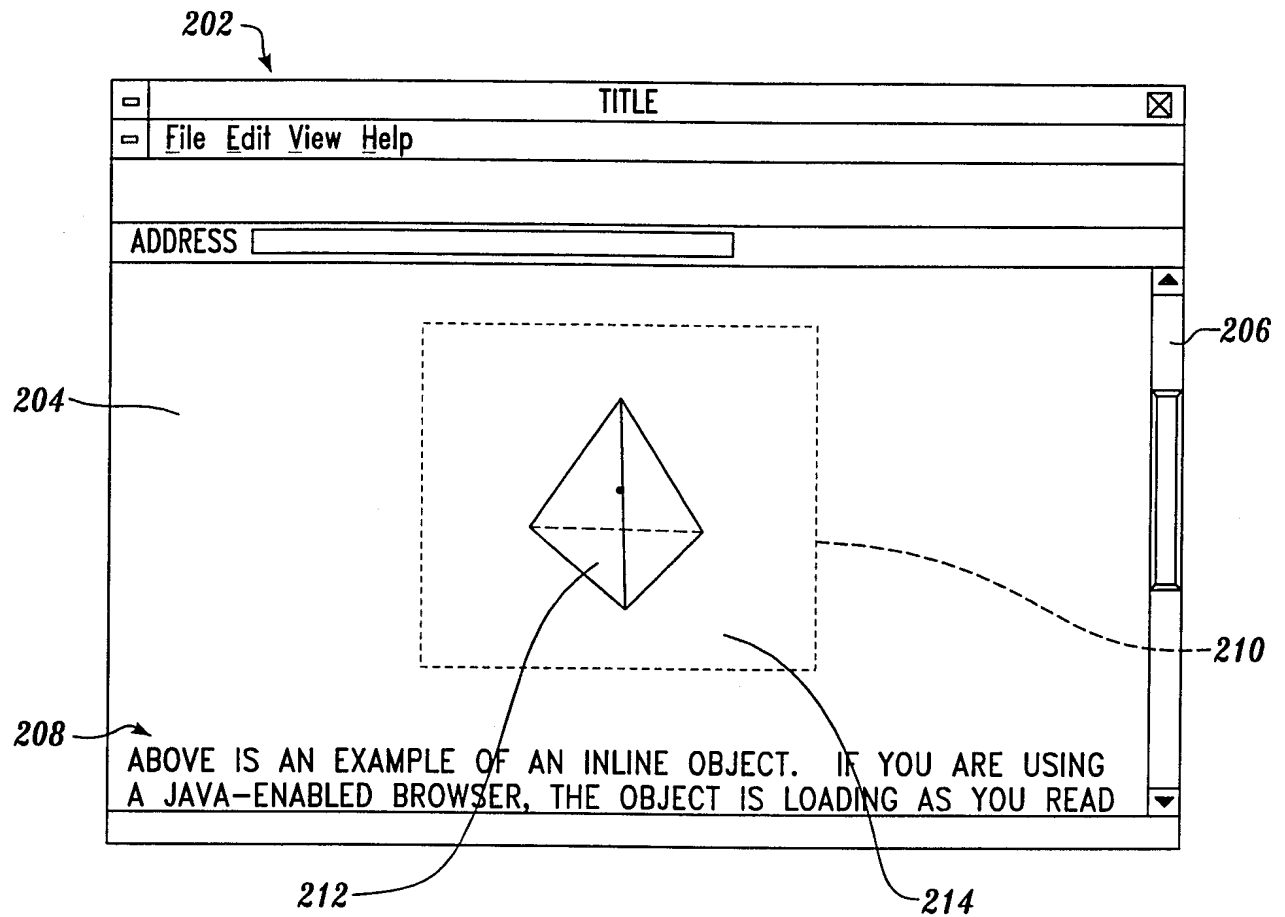 202
TITLE
File Edit View Help
ADDRESS
206
204
210
208
ABOVE IS AN EXAMPLE OF AN INLINE OBJECT. IF YOU ARE USING
A JAVA-ENABLED BROWSER, THE OBJECT IS LOADING AS YOU READ
212
214